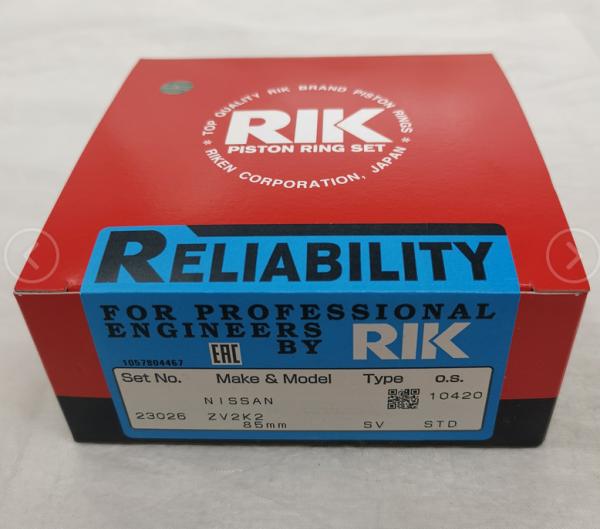 * TOP QUALITY RIK BRAND PISTON RINGS *
RIK
PISTON RING SET
RIKEN CORPORATION, JAPAN
RELIABILITY
FOR PROFESSIONAL
ENGINEERS
BY RIK
1057804467
EAC
Set No. Make & Model Type o.s.
NISSAN 10420
23026 ZV2K2
85mm SV STD